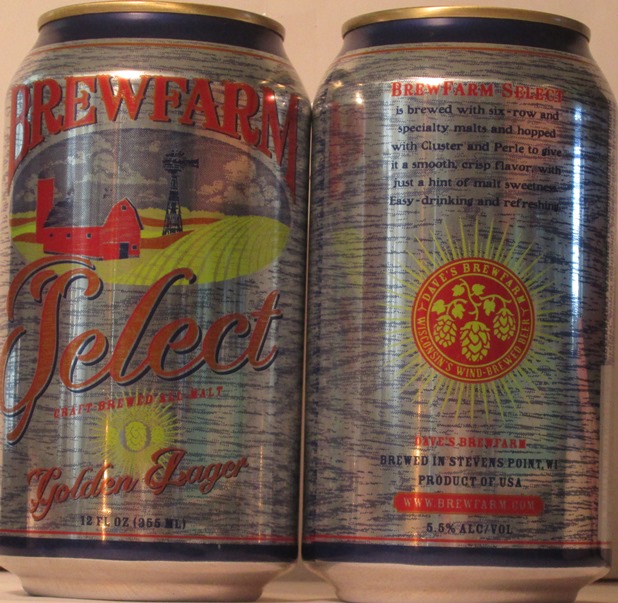 BREWFARM
Select
CRAFT-BREWED ALL-MALT
Golden Lager
12 FL OZ (355 ML)
BREWFARM SELECT
is brewed with six-row and
specialty malts and hopped
with Cluster and Perle to give
it a smooth, crisp flavor, with
just a hint of malt sweetness.
Easy-drinking and refreshing.
DAVE'S BREWFARM
WISCONSIN'S WIND-BREWED BEER
DAVE'S BREWFARM
BREWED IN STEVENS POINT, WI
PRODUCT OF USA
WWW.BREWFARM.COM
5.5% ALC/VOL